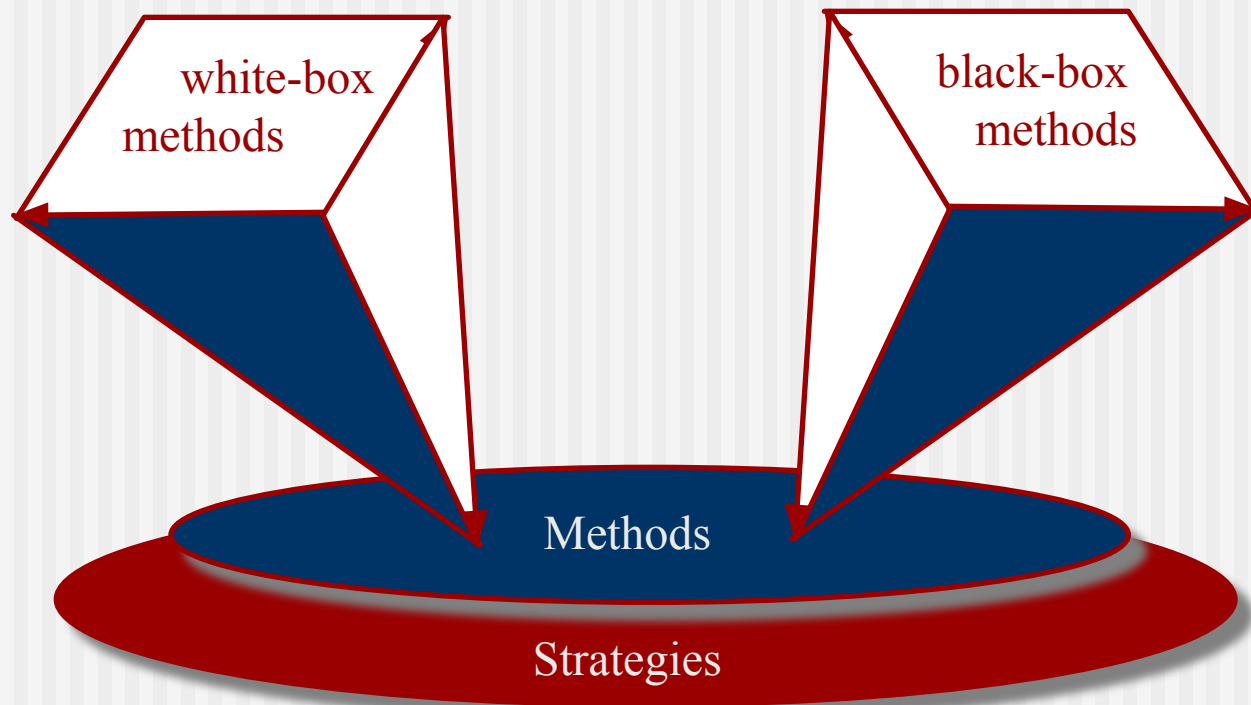 white-box
methods
black-box
methods
Methods
Strategies